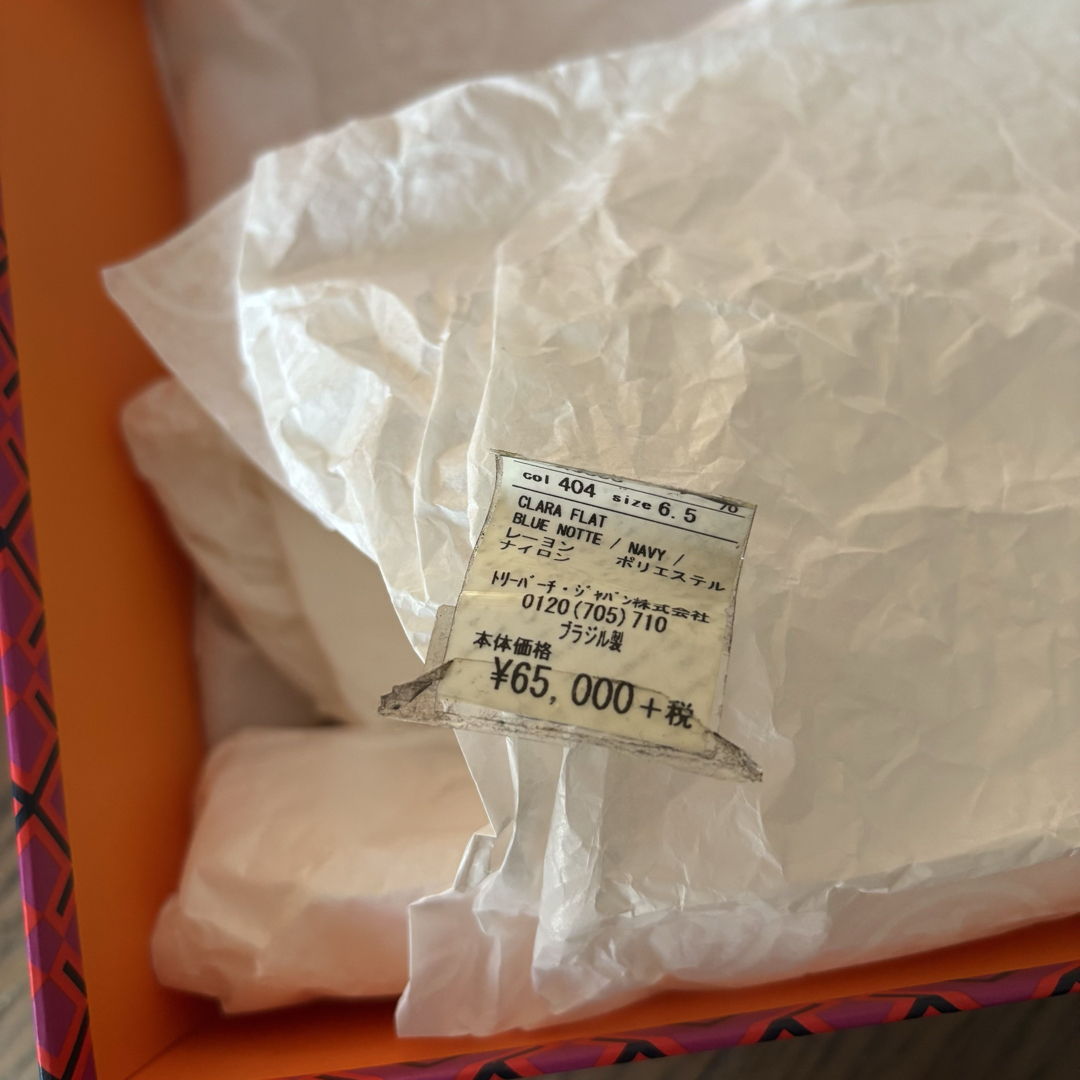 col 404 size 6.5
CLARA FLAT
BLUE NOTTE / NAVY /
レーヨン
ナイロン ポリエステル
トリーバーチ・ジャパン株式会社
0120(705)710
ブラジル製
本体価格
¥65,000+税